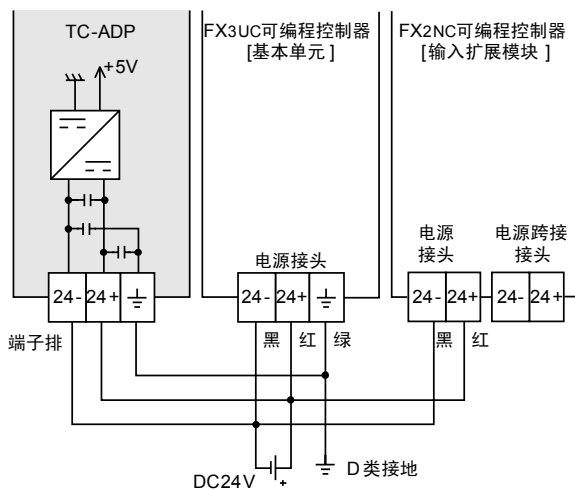 TC-ADP
+5V
24-
24+
端子排
FX3UC可编程控制器
[基本单元]
电源接头
24-
24+
黑
红
绿
FX2NC可编程控制器
[输入扩展模块]
电源
接头
24-
24+
黑
红
电源跨接
接头
24-
24+
DC24V
+
D类接地